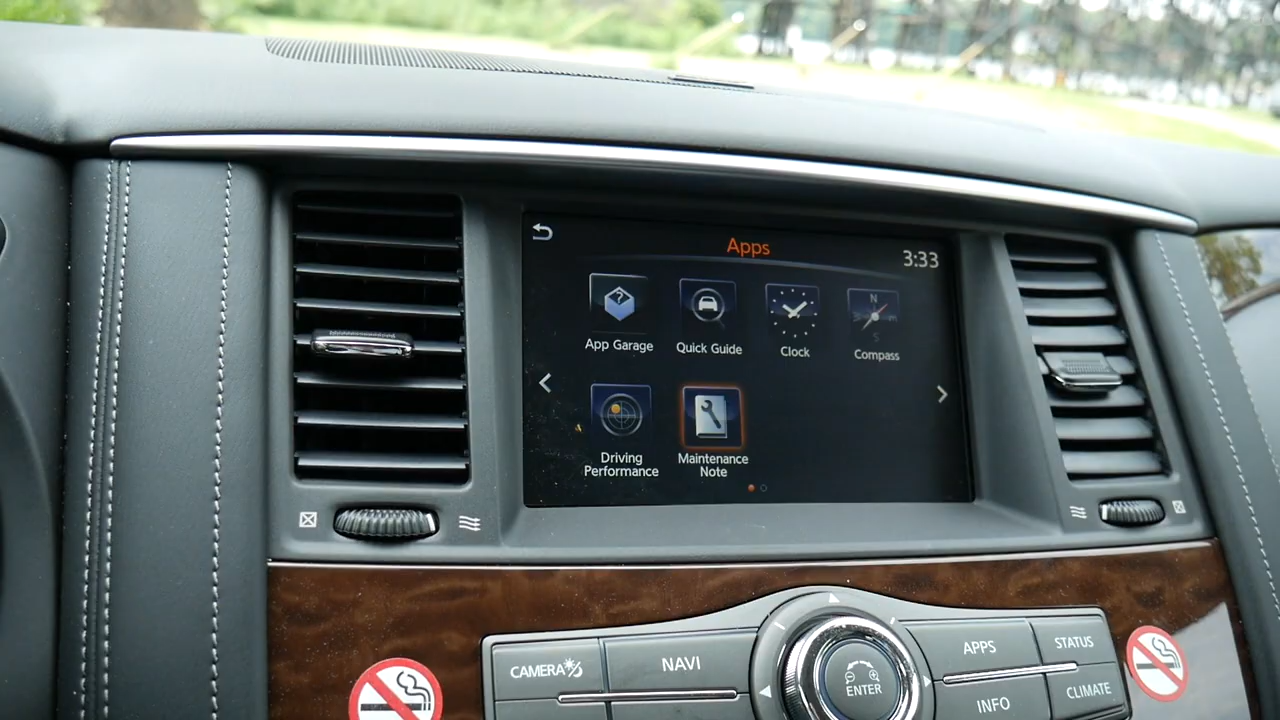 Apps
3:33
App Garage
Quick Guide
Clock
N
S
Compass
Driving
Performance
Maintenance
Note
CAMERA
NAVI
ENTER
APPS
STATUS
INFO
CLIMATE